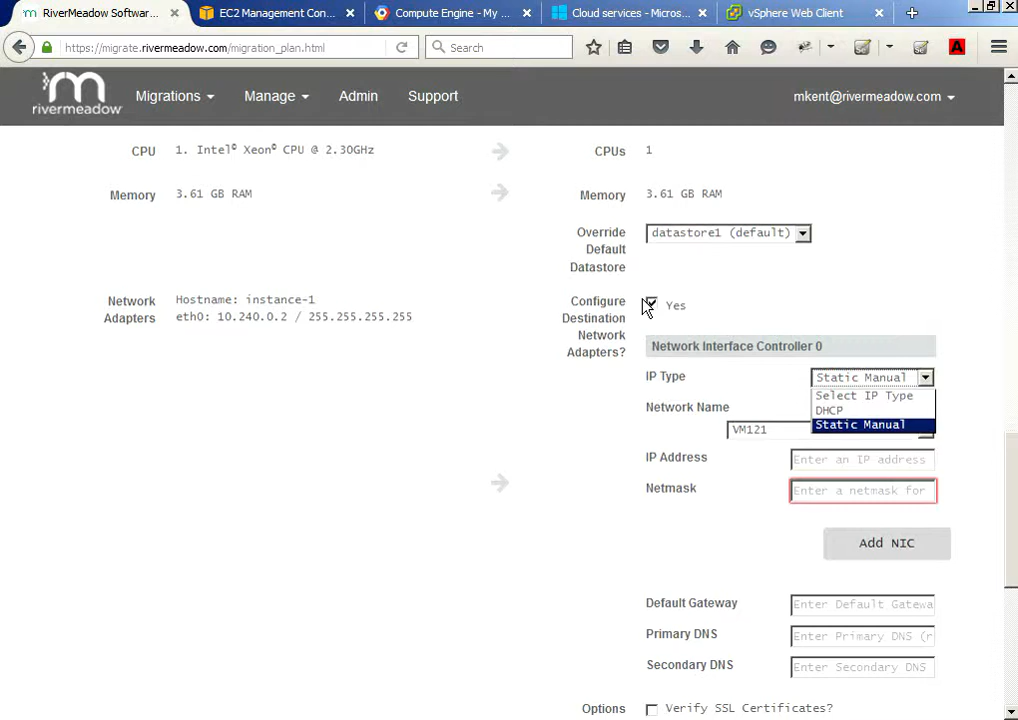 RiverMeadow Softwar...
EC2 Management Con...
Compute Engine - My ...
Cloud services - Micros...
vSphere Web Client
https://migrate.rivermeadow.com/migration_plan.html
Search
A
m
rivermeadow
Migrations
Manage
Admin
Support
mkent@rivermeadow.com
CPU
1. Intel® Xeon® CPU @ 2.30GHz
CPUs
1
Memory
3.61 GB RAM
Memory
3.61 GB RAM
Override
Default
Datastore
datastore1 (default)
Network
Adapters
Hostname: instance-1
eth0: 10.240.0.2 / 255.255.255.255
Configure
Destination
Network
Adapters?
Yes
Network Interface Controller 0
IP Type
Static Manual
Select IP Type
DHCP
Static Manual
Network Name
VM121
IP Address
Enter an IP address
Netmask
Enter a netmask for
Add NIC
Default Gateway
Enter Default Gatewa
Primary DNS
Enter Primary DNS (r
Secondary DNS
Enter Secondary DNS
Options
Verify SSL Certificates?